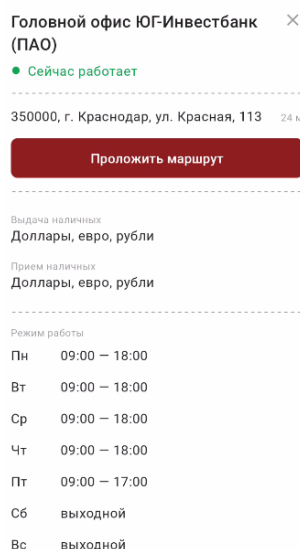 Головной офис ЮГ-Инвестбанк
(ПАО)
Сейчас работает
350000, г. Краснодар, ул. Красная, 113 24 м
Проложить маршрут
Выдача наличных
Доллары, евро, рубли
Прием наличных
Доллары, евро, рубли
Режим работы
Пн 09:00 — 18:00
Вт 09:00 — 18:00
Ср 09:00 — 18:00
Чт 09:00 — 18:00
Пт 09:00 — 17:00
Сб выходной
Вс выходной